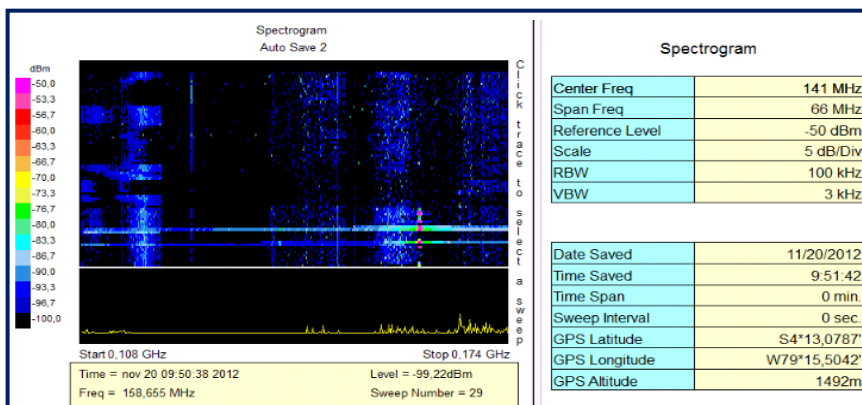 Spectrogram
Auto Save 2
dBm
-50,0
-53,3
-56,7
-60,0
-63,3
-66,7
-70,0
-73,3
-76,7
-80,0
-83,3
-86,7
-90,0
-93,3
-96,7
-100,0
Click trace to select a sweep
Start 0,108 GHz Stop 0,174 GHz
Time = nov 20 09:50:38 2012 Level = -99,22dBm
Freq = 158,655 MHz Sweep Number = 29
Spectrogram
Center Freq 141 MHz
Span Freq 66 MHz
Reference Level -50 dBm
Scale 5 dB/Div
RBW 100 kHz
VBW 3 kHz
Date Saved 11/20/2012
Time Saved 9:51:42
Time Span 0 min.
Sweep Interval 0 sec.
GPS Latitude S4*13,0787'
GPS Longitude W79*15,5042'
GPS Altitude 1492m